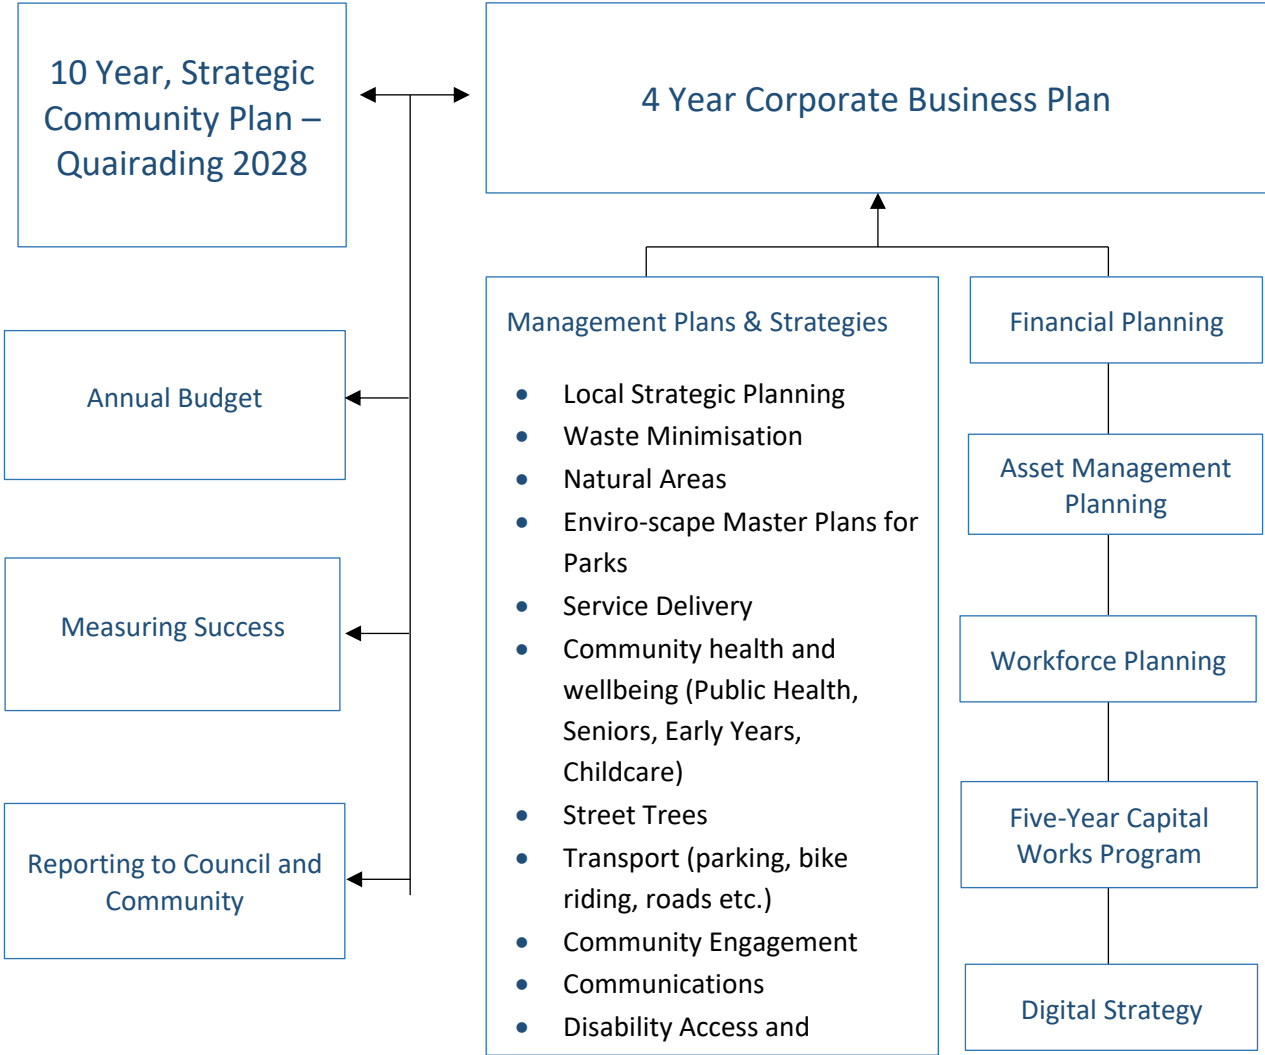 10 Year, Strategic
Community Plan –
Quairading 2028
4 Year Corporate Business Plan
Annual Budget
Measuring Success
Reporting to Council and
Community
Management Plans & Strategies
• Local Strategic Planning
• Waste Minimisation
• Natural Areas
• Enviro-scape Master Plans for
Parks
• Service Delivery
• Community health and
wellbeing (Public Health,
Seniors, Early Years,
Childcare)
• Street Trees
• Transport (parking, bike
riding, roads etc.)
• Community Engagement
• Communications
• Disability Access and
Financial Planning
Asset Management
Planning
Workforce Planning
Five-Year Capital
Works Program
Digital Strategy